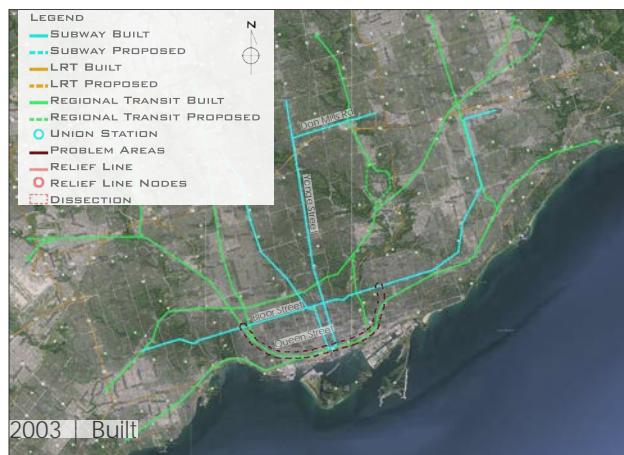 LEGEND
N
SUBWAY BUILT
SUBWAY PROPOSED
LRT BUILT
LRT PROPOSED
REGIONAL TRANSIT BUILT
REGIONAL TRANSIT PROPOSED
UNION STATION
PROBLEM AREAS
RELIEF LINE
RELIEF LINE NODES
DISSECTION
Don Mills Rd
Yonge Street
Bloor Street
Queen Street
2003 | Built